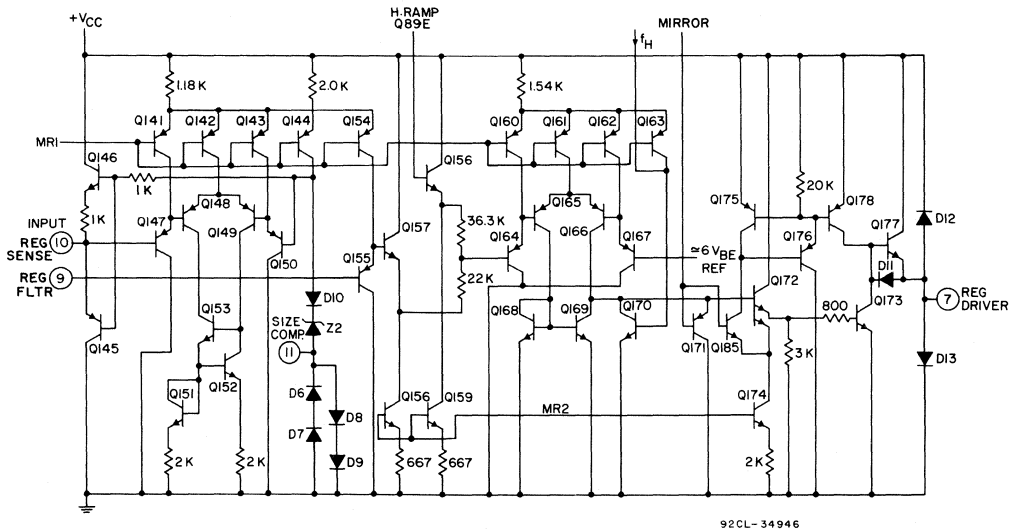 +VCC
H. RAMP
Q89E
MIRROR
fH
1.18K
2.0K
1.54K
Q141
Q142
Q143
Q144
Q154
Q160
Q161
Q162
Q163
MR1
Q146
1K
Q156
20K
Q175
Q178
Q177
D12
1K
Q148
Q157
36.3K
Q165
INPUT
Q147
Q149
Q164
Q166
Q167
Q176
REG SENSE
10
Q150
≃6VBE
REF
D11
REG FLTR
9
Q155
22K
Q172
7
REG
DRIVER
D10
Q153
SIZE
COMP.
Z2
Q168
Q169
Q170
800
Q173
11
Q145
Q152
Q171
Q185
3K
D13
Q151
D6
Q156
Q159
MR2
Q174
D8
D7
2K
2K
D9
667
667
2K
92CL-34946